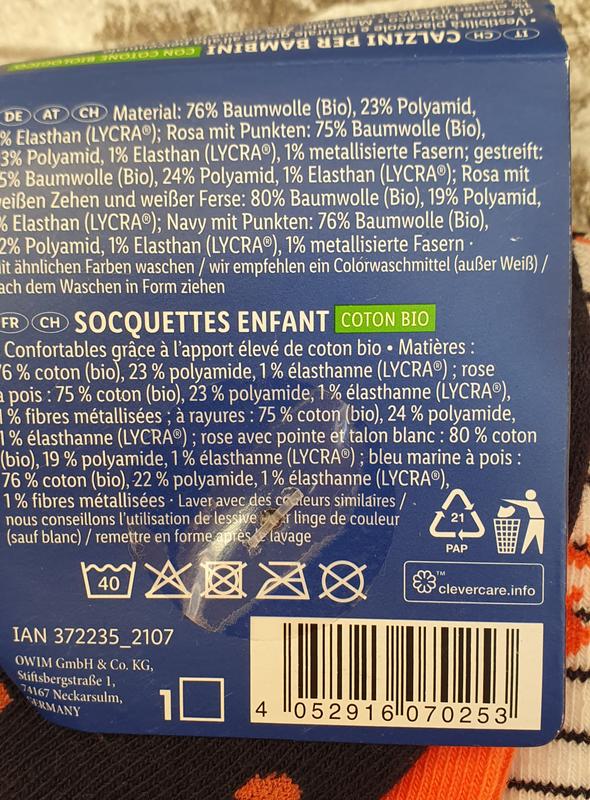 IT CH CALZINI PER BAMBINI
CON COTONE BIOLOGICO
DE AT CH Material: 76% Baumwolle (Bio), 23% Polyamid,
% Elasthan (LYCRA®); Rosa mit Punkten: 75% Baumwolle (Bio),
3% Polyamid, 1% Elasthan (LYCRA®), 1% metallisierte Fasern; gestreift:
5% Baumwolle (Bio), 24% Polyamid, 1% Elasthan (LYCRA®); Rosa mit
eißen Zehen und weißer Ferse: 80% Baumwolle (Bio), 19% Polyamid,
% Elasthan (LYCRA®); Navy mit Punkten: 76% Baumwolle (Bio),
2% Polyamid, 1% Elasthan (LYCRA®), 1% metallisierte Fasern ·
it ähnlichen Farben waschen / wir empfehlen ein Colorwaschmittel (außer Weiß) /
ach dem Waschen in Form ziehen
FR CH SOCQUETTES ENFANT COTON BIO
Confortables grâce à l'apport élevé de coton bio • Matières :
76 % coton (bio), 23 % polyamide, 1 % élasthanne (LYCRA®) ; rose
à pois : 75 % coton (bio), 23 % polyamide, 1 % élasthanne (LYCRA®),
1 % fibres métallisées ; à rayures : 75 % coton (bio), 24 % polyamide,
1 % élasthanne (LYCRA®) ; rose avec pointe et talon blanc : 80 % coton
(bio), 19 % polyamide, 1 % élasthanne (LYCRA®) ; bleu marine à pois :
76 % coton (bio), 22 % polyamide, 1 % élasthanne (LYCRA®),
1 % fibres métallisées · Laver avec des couleurs similaires /
nous conseillons l'utilisation de lessive pour linge de couleur
(sauf blanc) / remettre en forme après le lavage
21
PAP
40
™
clevercare.info
IAN 372235_2107
OWIM GmbH & Co. KG,
Stiftsbergstraße 1,
74167 Neckarsulm,
GERMANY
1
4 052916 070253